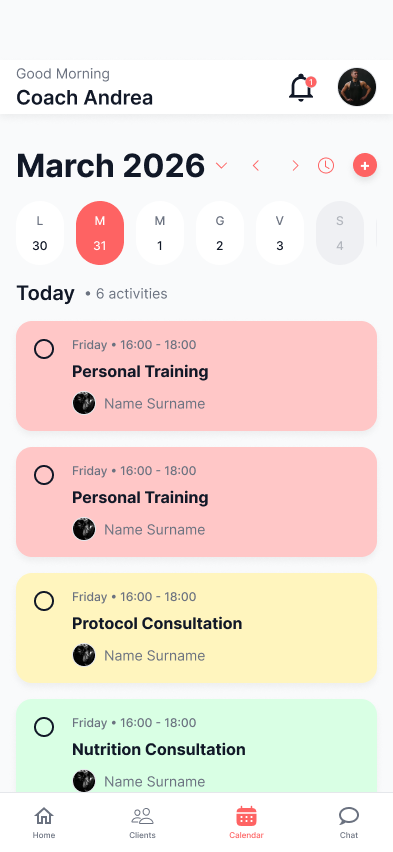 Good Morning
Coach Andrea
1
March 2026
L M M G V S
30 31 1 2 3 4
Today • 6 activities
Friday • 16:00 - 18:00
Personal Training
Name Surname
Friday • 16:00 - 18:00
Personal Training
Name Surname
Friday • 16:00 - 18:00
Protocol Consultation
Name Surname
Friday • 16:00 - 18:00
Nutrition Consultation
Name Surname
Home Clients Calendar Chat